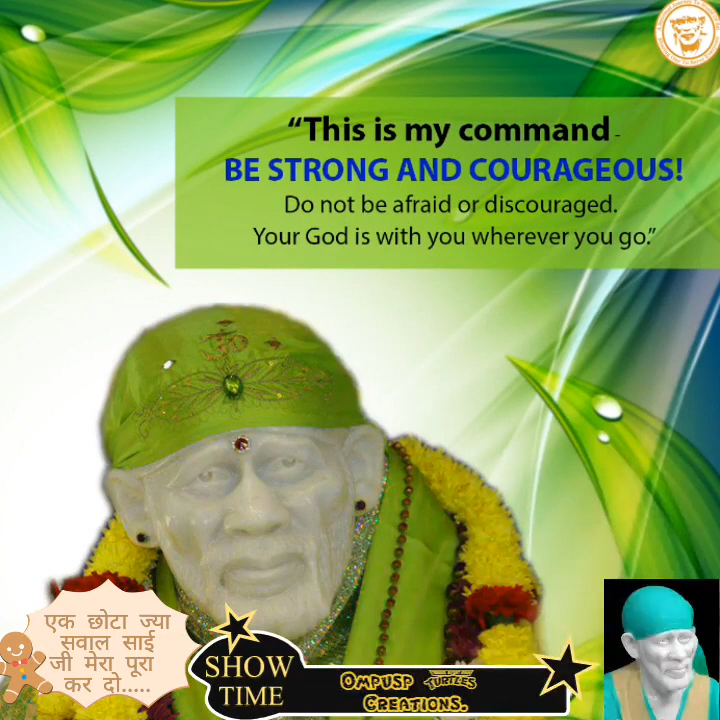 “This is my command -
BE STRONG AND COURAGEOUS!
Do not be afraid or discouraged.
Your God is with you wherever you go.”
एक छोटा ज्या
सवाल साई
जी मेरा पूरा
कर दो.....
SHOW
TIME
OMPUSP TURTLES
CREATIONS.